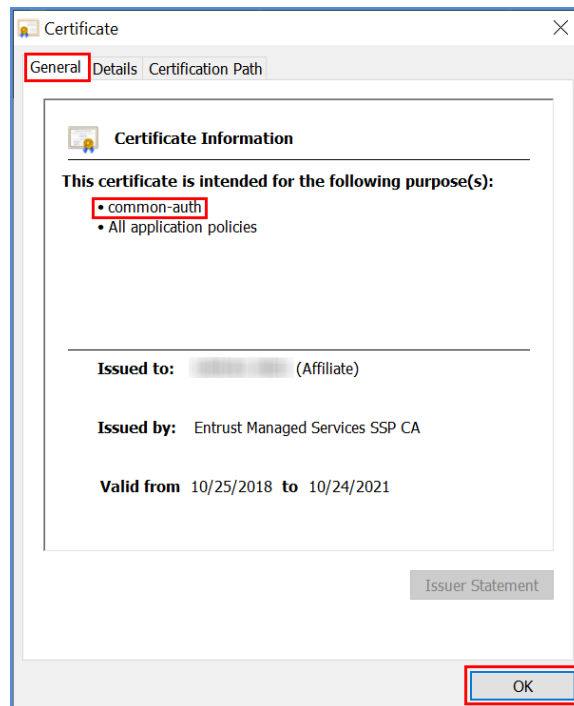 Certificate
General Details Certification Path
Certificate Information
This certificate is intended for the following purpose(s):
• common-auth
• All application policies
Issued to: (Affiliate)
Issued by: Entrust Managed Services SSP CA
Valid from 10/25/2018 to 10/24/2021
Issuer Statement
OK